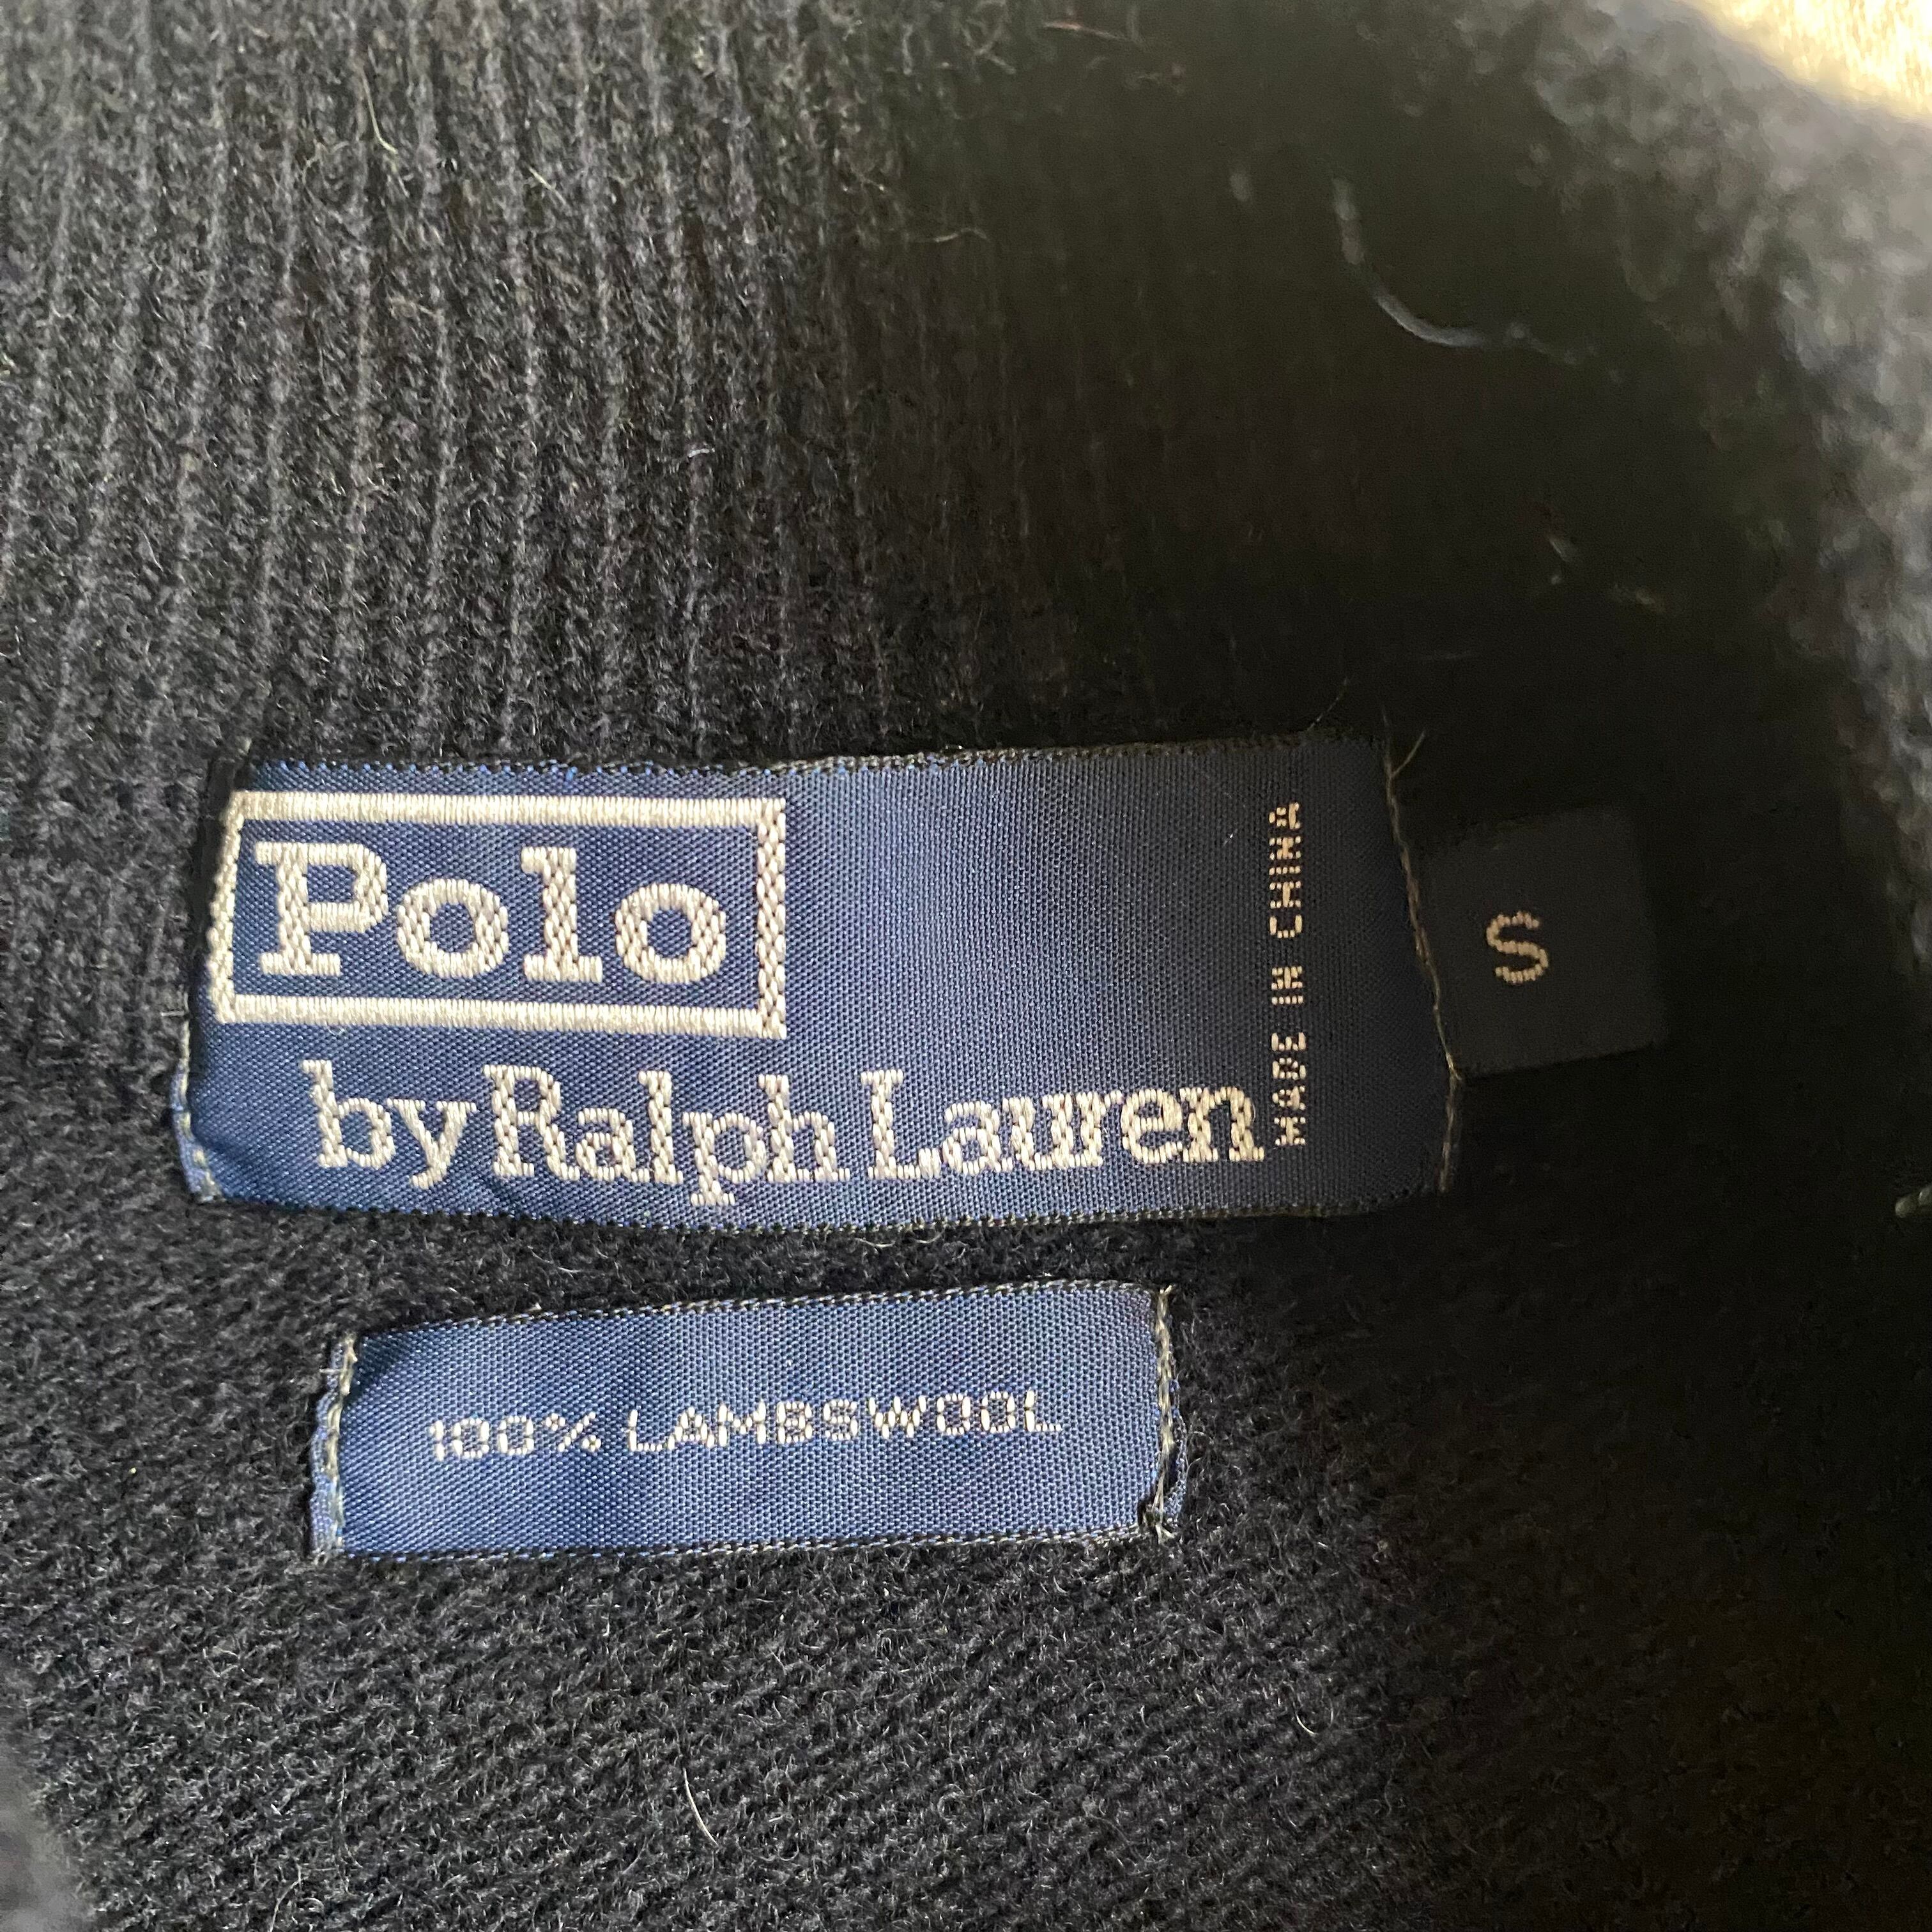 Polo
by Ralph Lauren
MADE IN CHINA
S
100% LAMBSWOOL